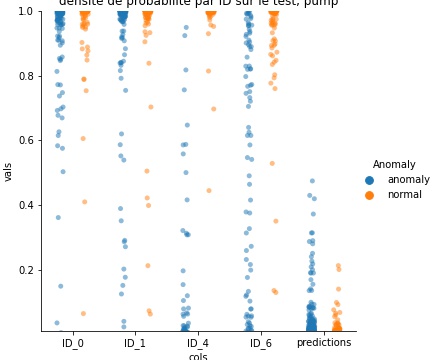 densité de probabilité par ID sur le test, pump
1.0
0.8
0.6
0.4
0.2
vals
Anomaly
anomaly
normal
ID_0 ID_1 ID_4 ID_6 predictions
cols